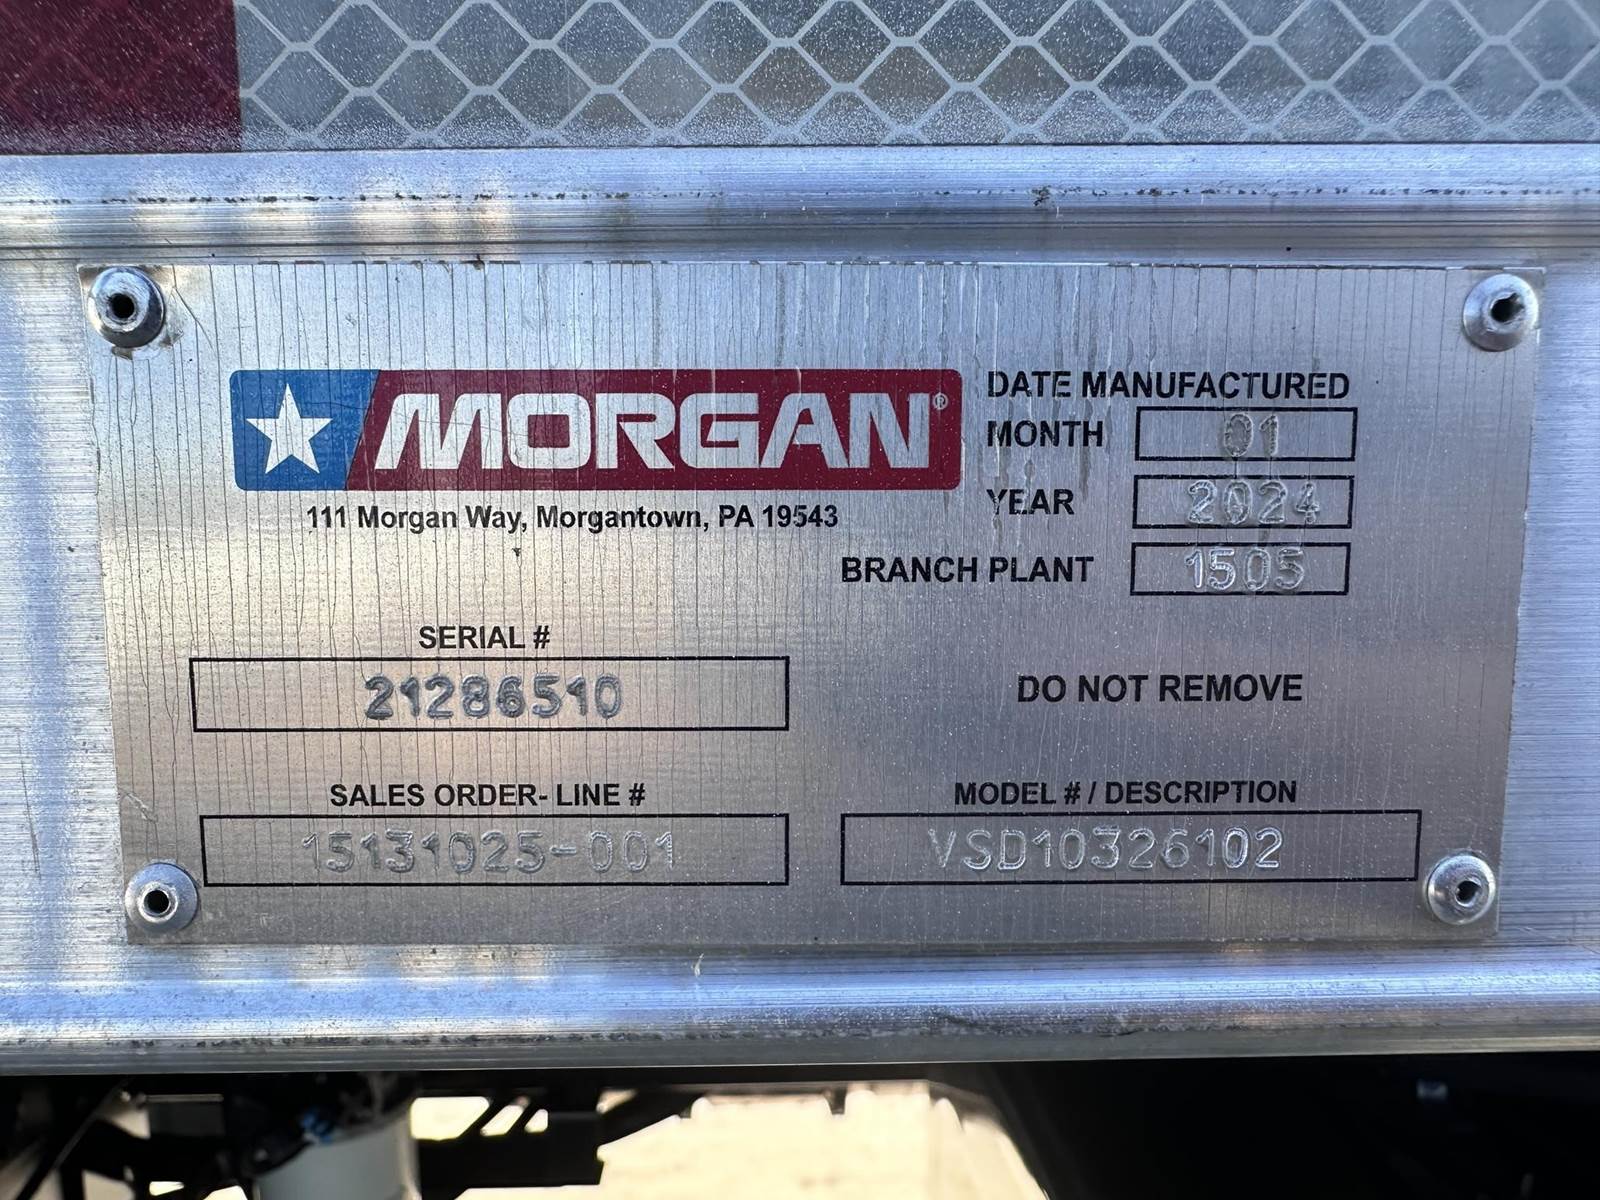 MORGAN®
111 Morgan Way, Morgantown, PA 19543
DATE MANUFACTURED
MONTH 01
YEAR 2024
BRANCH PLANT 1505
SERIAL #
21286510
DO NOT REMOVE
SALES ORDER- LINE #
15131025-001
MODEL # / DESCRIPTION
VSD10326102